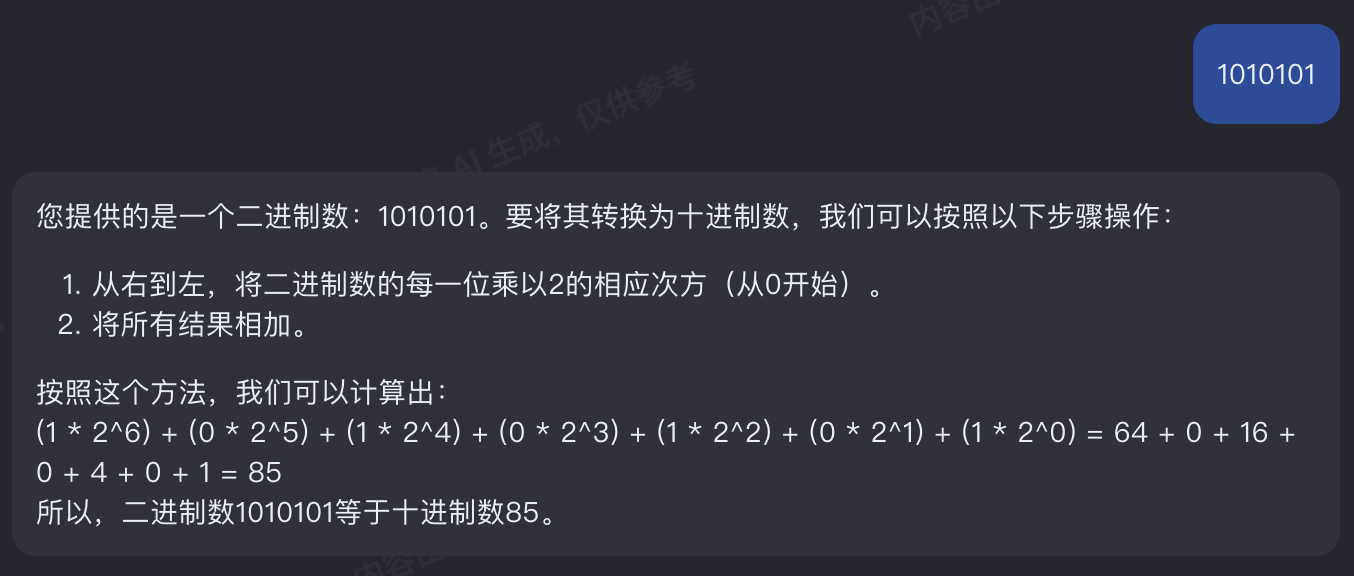 内容由
AI 生成，仅供参考
1010101
您提供的是一个二进制数：1010101。要将其转换为十进制数，我们可以按照以下步骤操作：
1. 从右到左，将二进制数的每一位乘以2的相应次方（从0开始）。
2. 将所有结果相加。
按照这个方法，我们可以计算出：
(1 * 2^6) + (0 * 2^5) + (1 * 2^4) + (0 * 2^3) + (1 * 2^2) + (0 * 2^1) + (1 * 2^0) = 64 + 0 + 16 +
0 + 4 + 0 + 1 = 85
所以，二进制数1010101等于十进制数85。
内容由